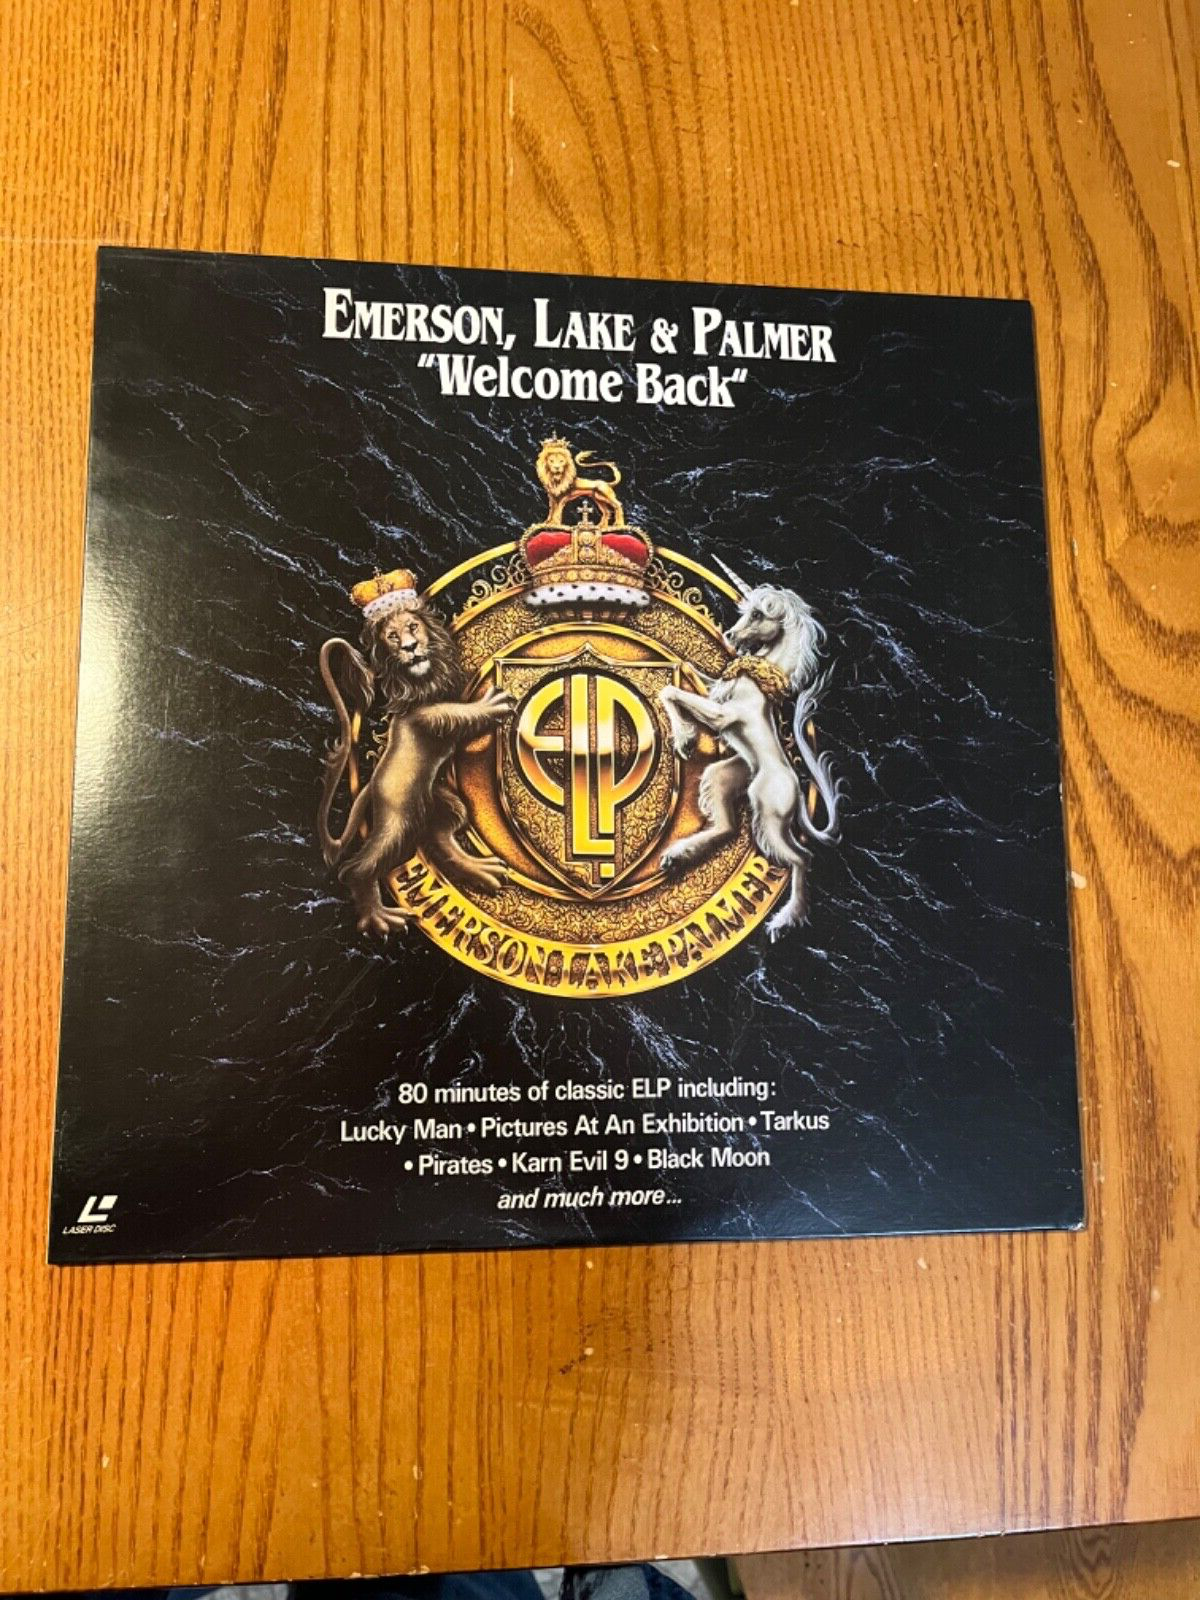 EMERSON, LAKE & PALMER
"Welcome Back"
ELP
EMERSON, LAKE, PALMER
80 minutes of classic ELP including:
Lucky Man • Pictures At An Exhibition • Tarkus
• Pirates • Karn Evil 9 • Black Moon
and much more...
LASER DISC